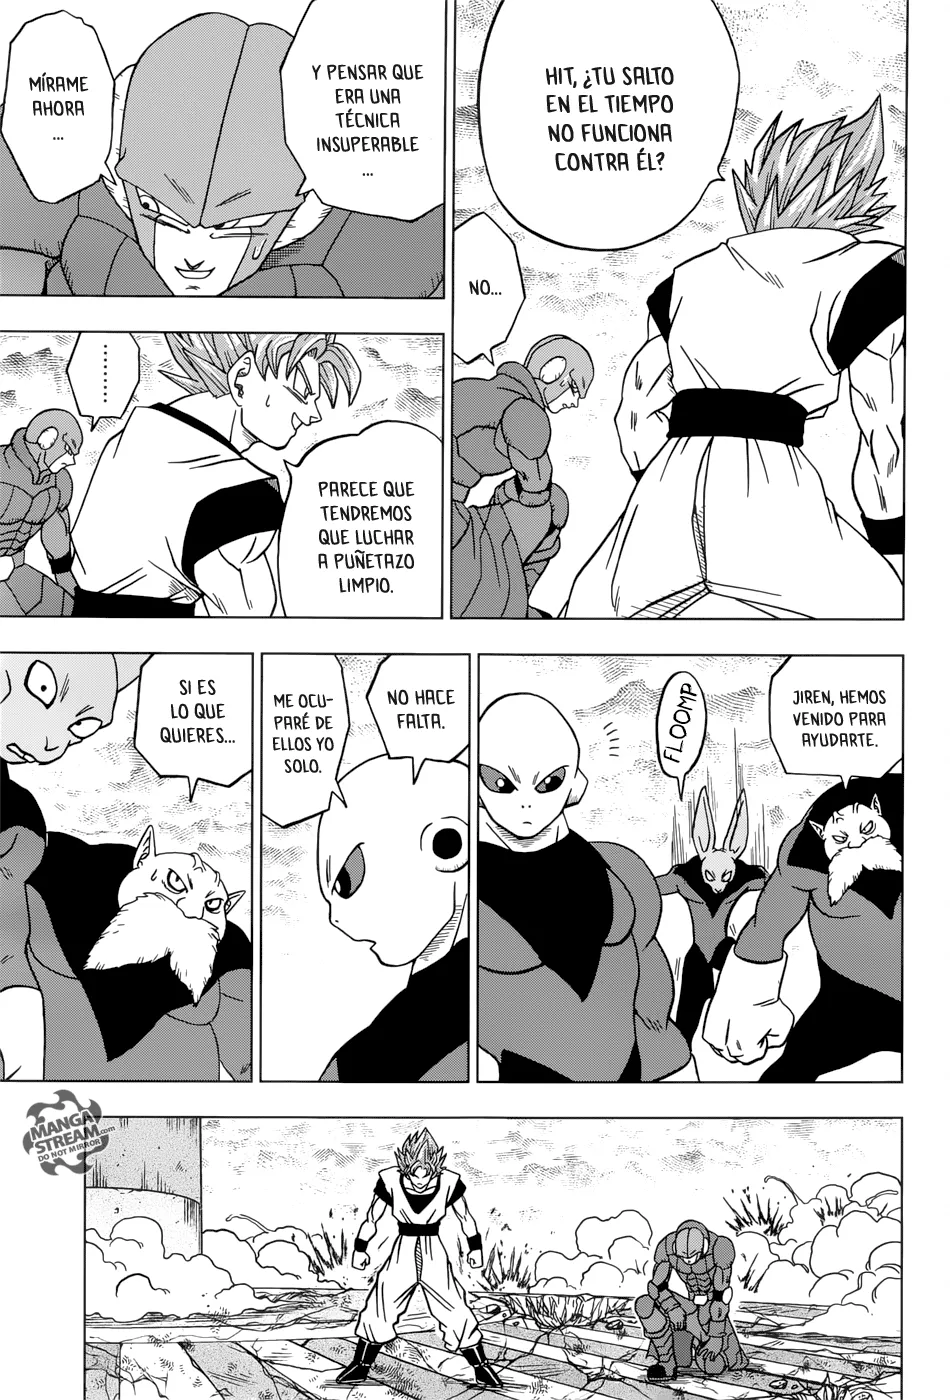 HIT, ¿TU SALTO
EN EL TIEMPO
NO FUNCIONA
CONTRA ÉL?
NO...
Y PENSAR QUE
ERA UNA
TÉCNICA
INSUPERABLE
...
MÍRAME
AHORA
...
.........
PARECE QUE
TENDREMOS
QUE LUCHAR
A PUÑETAZO
LIMPIO.
JIREN, HEMOS
VENIDO PARA
AYUDARTE.
FLOOMP
NO HACE
FALTA.
ME OCU-
PARÉ DE
ELLOS YO
SOLO.
SI ES
LO QUE
QUIERES...
MANGA
STREAM.com
DO NOT MIRROR